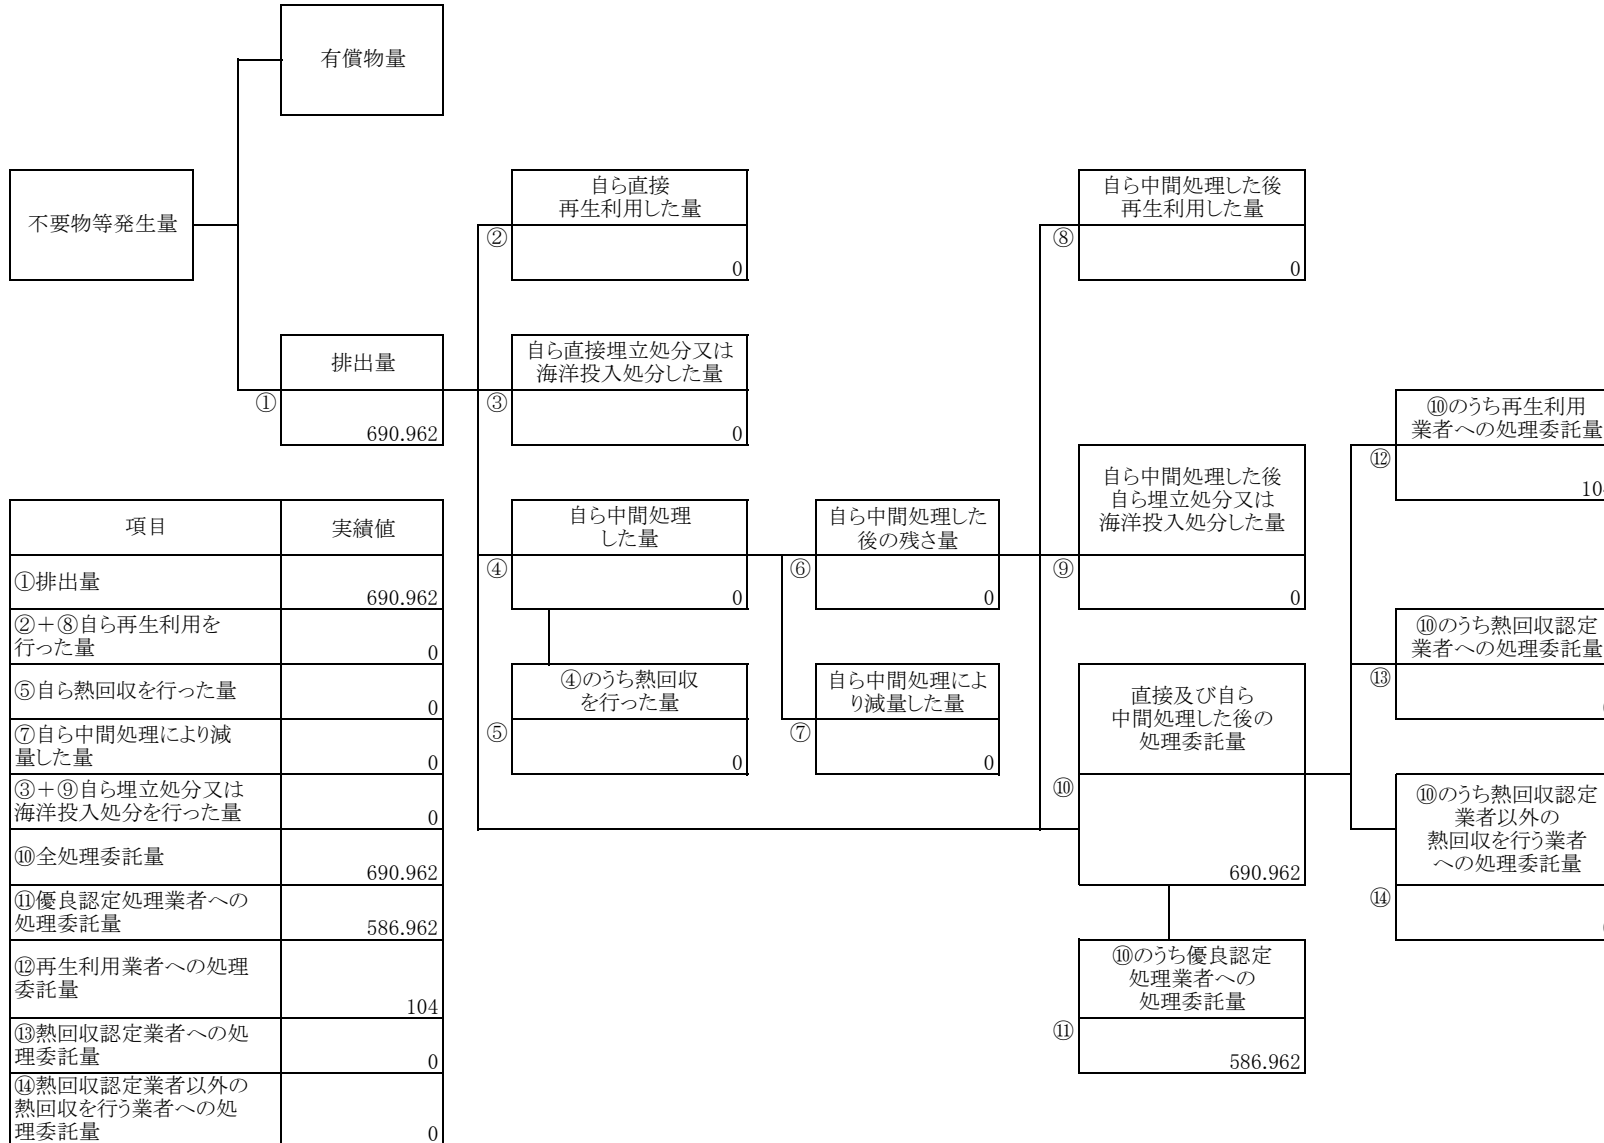 有償物量
不要物等発生量
自ら直接
再生利用した量
②
0
自ら中間処理した後
再生利用した量
⑧
0
排出量
①
690.962
自ら直接埋立処分又は
海洋投入処分した量
③
0
⑩のうち再生利用
業者への処理委託量
⑫
自ら中間処理した後
自ら埋立処分又は
海洋投入処分した量
⑨
0
自ら中間処理
した量
④
0
自ら中間処理した
後の残さ量
⑥
0
④のうち熱回収
を行った量
⑤
0
自ら中間処理によ
り減量した量
⑦
0
直接及び自ら
中間処理した後の
処理委託量
⑩
690.962
⑩のうち熱回収認定
業者への処理委託量
⑬
⑩のうち熱回収認定
業者以外の
熱回収を行う業者
への処理委託量
⑭
⑩のうち優良認定
処理業者への
処理委託量
⑪
586.962
項目 実績値
①排出量 690.962
②＋⑧自ら再生利用を
行った量 0
⑤自ら熱回収を行った量 0
⑦自ら中間処理により減
量した量 0
③＋⑨自ら埋立処分又は
海洋投入処分を行った量 0
⑩全処理委託量 690.962
⑪優良認定処理業者への
処理委託量 586.962
⑫再生利用業者への処理
委託量 104
⑬熱回収認定業者への処
理委託量 0
⑭熱回収認定業者以外の
熱回収を行う業者への処
理委託量 0